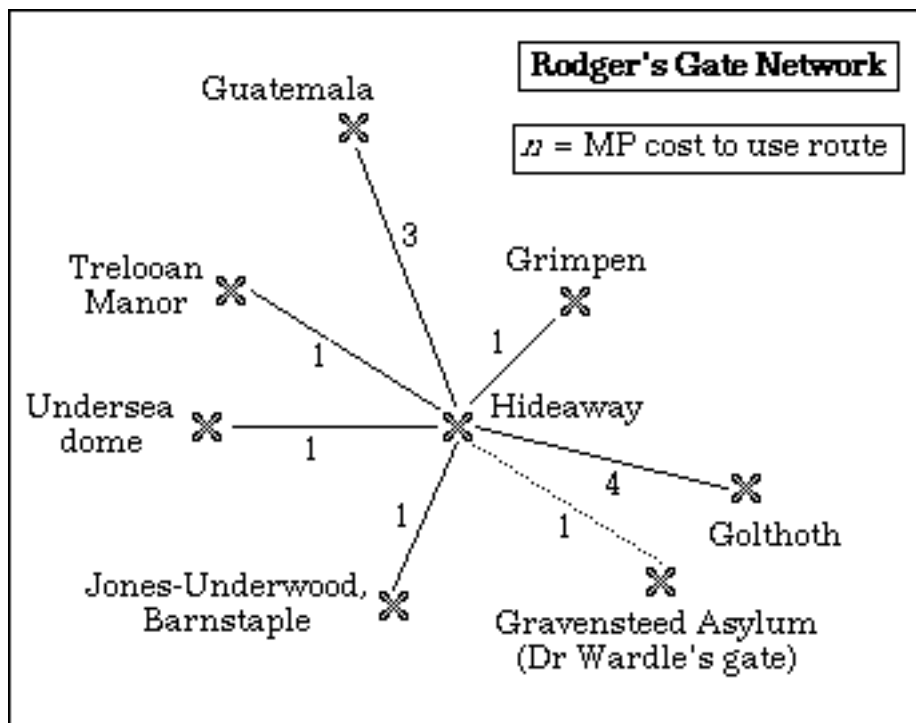 Rodger's Gate Network
n = MP cost to use route
Guatemala
3
Grimpen
1
Trelooan
Manor
1
Hideaway
Undersea
dome
1
4
Golthoth
1
1
Jones-Underwood,
Barnstaple
Gravensteed Asylum
(Dr Wardle's gate)